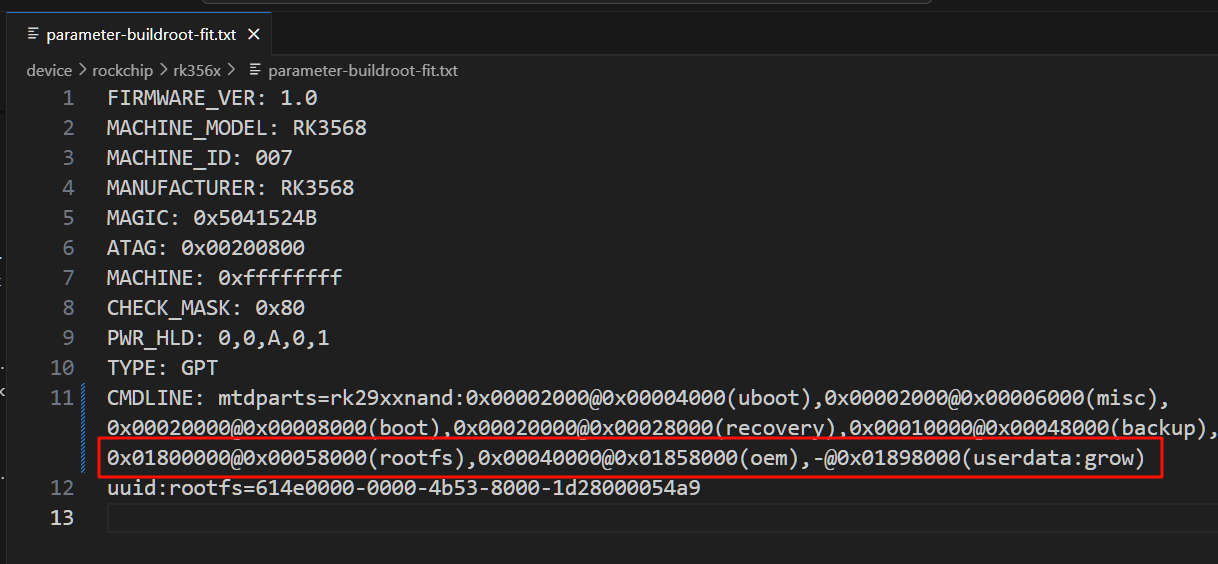 parameter-buildroot-fit.txt
device > rockchip > rk356x > parameter-buildroot-fit.txt
1 FIRMWARE_VER: 1.0
2 MACHINE_MODEL: RK3568
3 MACHINE_ID: 007
4 MANUFACTURER: RK3568
5 MAGIC: 0x5041524B
6 ATAG: 0x00200800
7 MACHINE: 0xffffffff
8 CHECK_MASK: 0x80
9 PWR_HLD: 0,0,A,0,1
10 TYPE: GPT
11 CMDLINE: mtdparts=rk29xxnand:0x00002000@0x00004000(uboot),0x00002000@0x00006000(misc),
0x00020000@0x00008000(boot),0x00020000@0x00028000(recovery),0x00010000@0x00048000(backup),
0x01800000@0x00058000(rootfs),0x00040000@0x01858000(oem),-@0x01898000(userdata:grow)
12 uuid:rootfs=614e0000-0000-4b53-8000-1d28000054a9
13